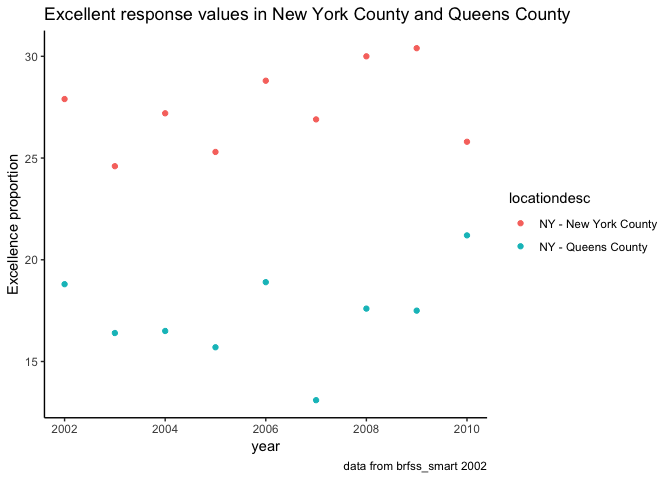 Excellent response values in New York County and Queens County
Excellence proportion
30
25
20
15
2002 2004 2006 2008 2010
year
locationdesc
NY - New York County
NY - Queens County
data from brfss_smart 2002